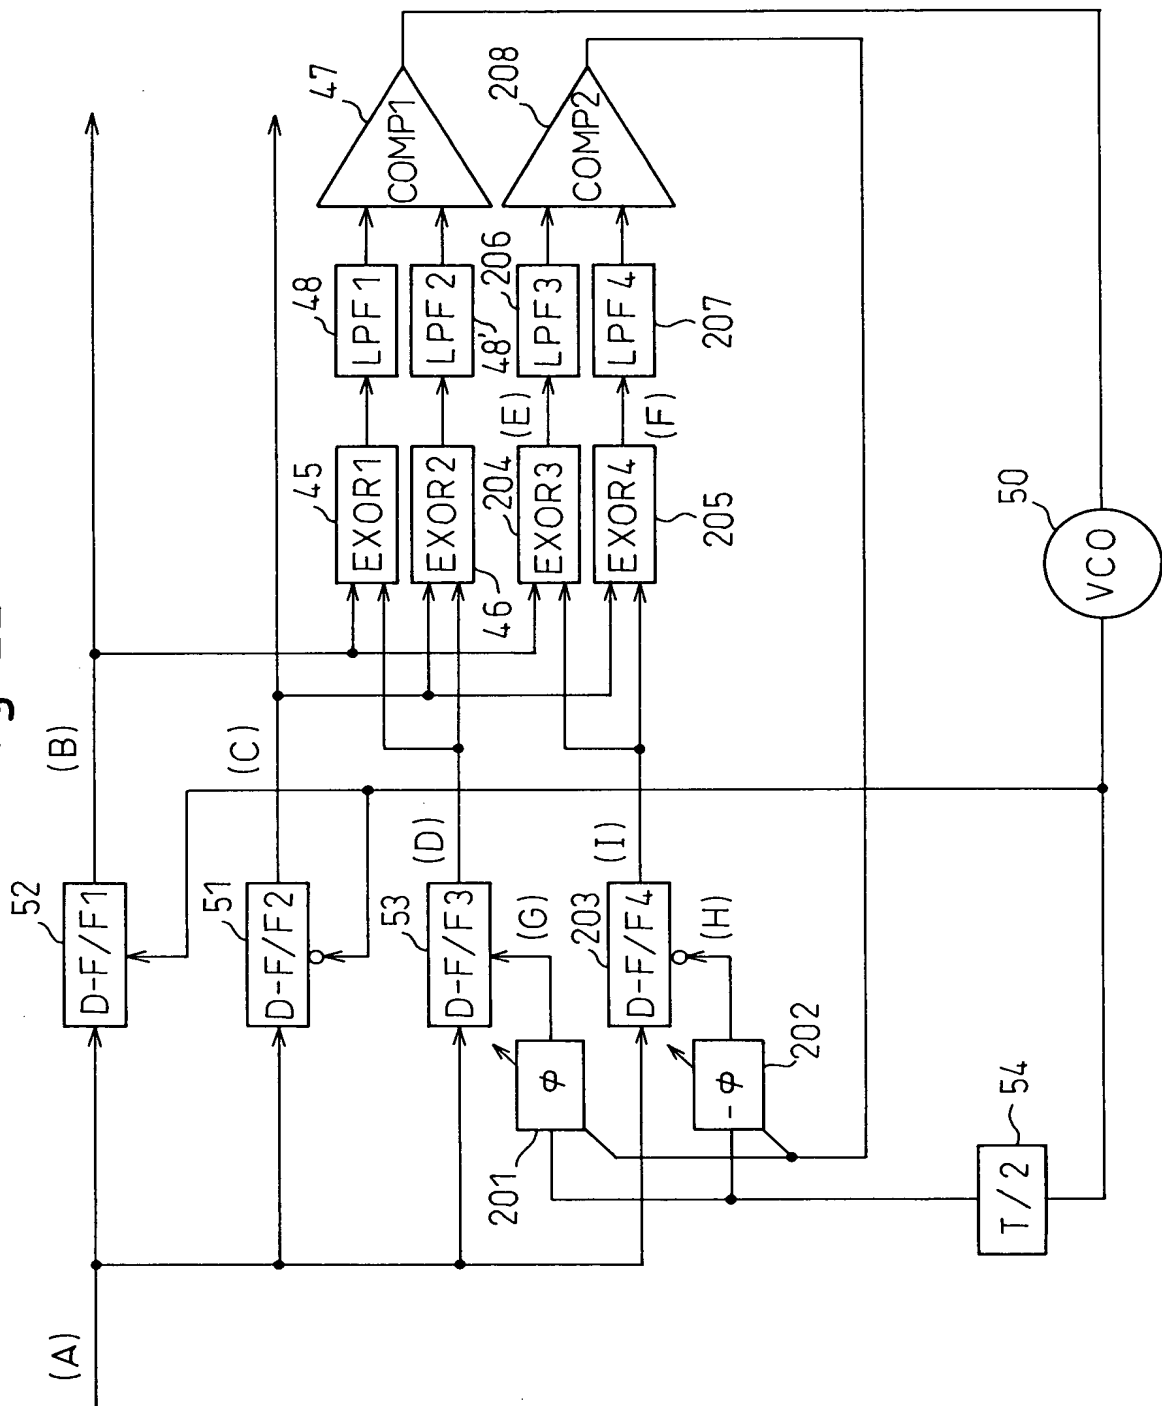 (A)
(B)
(C)
(D)
(I)
(G)
(H)
(E)
(F)
52
D-F/F1
51
D-F/F2
53
D-F/F3
203
D-F/F4
201
φ
202
-φ
54
T/2
50
VCO
45
EXOR1
46
EXOR2
204
EXOR3
205
EXOR4
48
LPF1
48'
LPF2
206
LPF3
207
LPF4
47
COMP1
208
COMP2